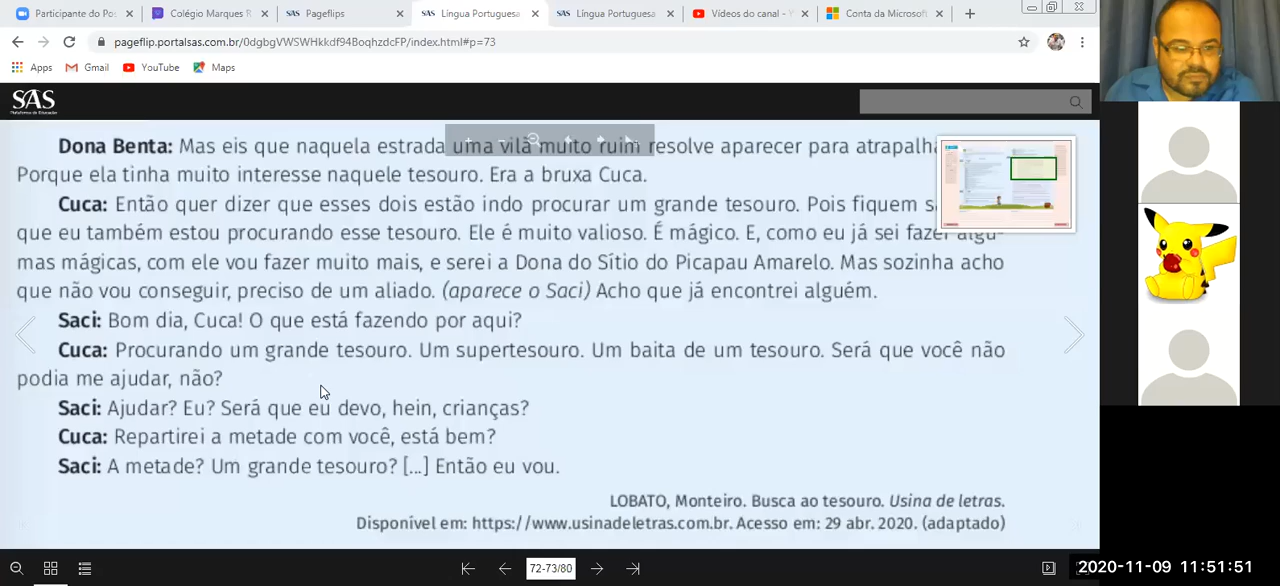 Participante do Pos
Colégio Marques R
SAS Pageflips
SAS Língua Portuguesa
SAS Língua Portuguesa
Vídeos do canal - Y
Conta da Microsof
pageflip.portalsas.com.br/0dgbgVWSWHkkdf94BoqhzdcFP/index.html#p=73
Apps Gmail YouTube Maps
SAS
Plataforma de Educação
Dona Benta: Mas eis que naquela estrada uma vilã muito ruim resolve aparecer para atrapalh
Porque ela tinha muito interesse naquele tesouro. Era a bruxa Cuca.
Cuca: Então quer dizer que esses dois estão indo procurar um grande tesouro. Pois fiquem s
que eu também estou procurando esse tesouro. Ele é muito valioso. É mágico. E, como eu já sei fazer algu-
mas mágicas, com ele vou fazer muito mais, e serei a Dona do Sítio do Picapau Amarelo. Mas sozinha acho
que não vou conseguir, preciso de um aliado. (aparece o Saci) Acho que já encontrei alguém.
Saci: Bom dia, Cuca! O que está fazendo por aqui?
Cuca: Procurando um grande tesouro. Um supertesouro. Um baita de um tesouro. Será que você não
podia me ajudar, não?
Saci: Ajudar? Eu? Será que eu devo, hein, crianças?
Cuca: Repartirei a metade com você, está bem?
Saci: A metade? Um grande tesouro? [...] Então eu vou.
LOBATO, Monteiro. Busca ao tesouro. Usina de letras.
Disponível em: https://www.usinadeletras.com.br. Acesso em: 29 abr. 2020. (adaptado)
72-73/80
2020-11-09 11:51:51